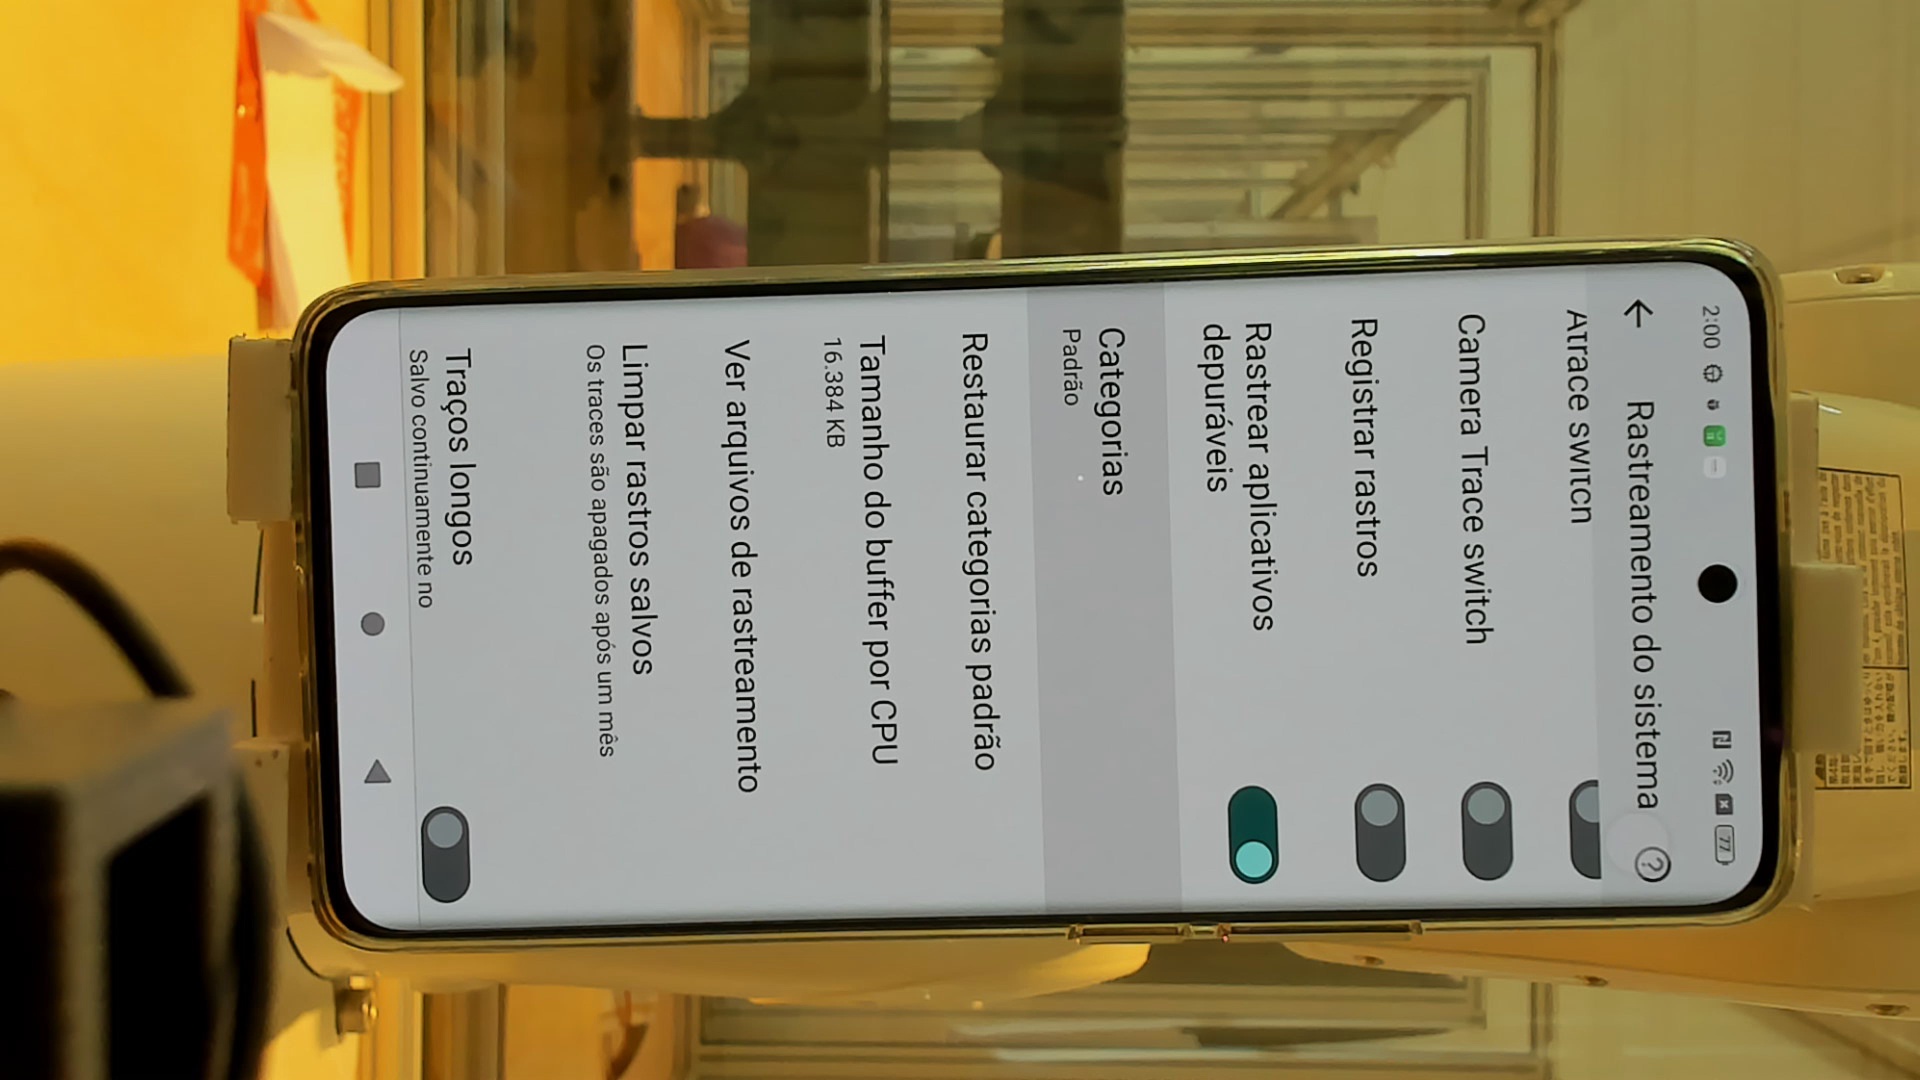 2:00
77
Rastreamento do sistema
?
Atrace switch
Camera Trace switch
Registrar rastros
Rastrear aplicativos
depuráveis
Categorias
Padrão
Restaurar categorias padrão
Tamanho do buffer por CPU
16.384 KB
Ver arquivos de rastreamento
Limpar rastros salvos
Os traces são apagados após um mês
Traços longos
Salvo continuamente no